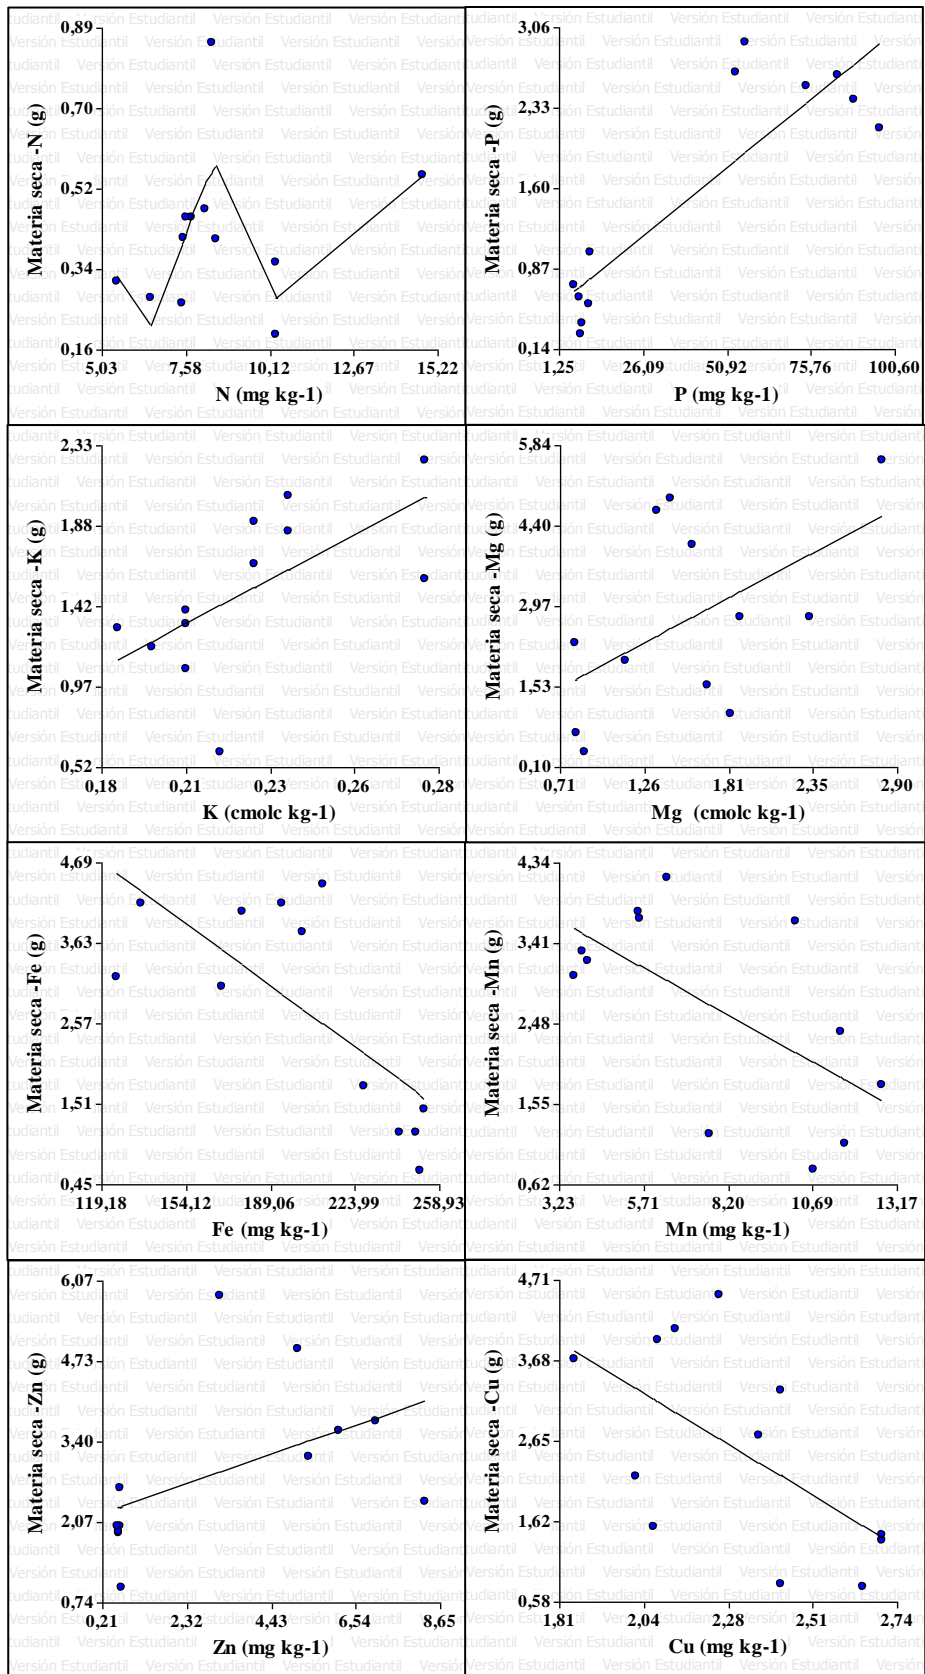 0,89
0,70
0,52
0,34
0,16
Materia seca -N (g)
5,03 7,58 10,12 12,67 15,22
N (mg kg-1)
3,06
2,33
1,60
0,87
0,14
Materia seca -P (g)
1,25 26,09 50,92 75,76 100,60
P (mg kg-1)
2,33
1,88
1,42
0,97
0,52
Materia seca -K (g)
0,18 0,21 0,23 0,26 0,28
K (cmolc kg-1)
5,84
4,40
2,97
1,53
0,10
Materia seca -Mg (g)
0,71 1,26 1,81 2,35 2,90
Mg (cmolc kg-1)
4,69
3,63
2,57
1,51
0,45
Materia seca -Fe (g)
119,18 154,12 189,06 223,99 258,93
Fe (mg kg-1)
4,34
3,41
2,48
1,55
0,62
Materia seca -Mn (g)
3,23 5,71 8,20 10,69 13,17
Mn (mg kg-1)
6,07
4,73
3,40
2,07
0,74
Materia seca -Zn (g)
0,21 2,32 4,43 6,54 8,65
Zn (mg kg-1)
4,71
3,68
2,65
1,62
0,58
Materia seca -Cu (g)
1,81 2,04 2,28 2,51 2,74
Cu (mg kg-1)
Versión Estudiantil